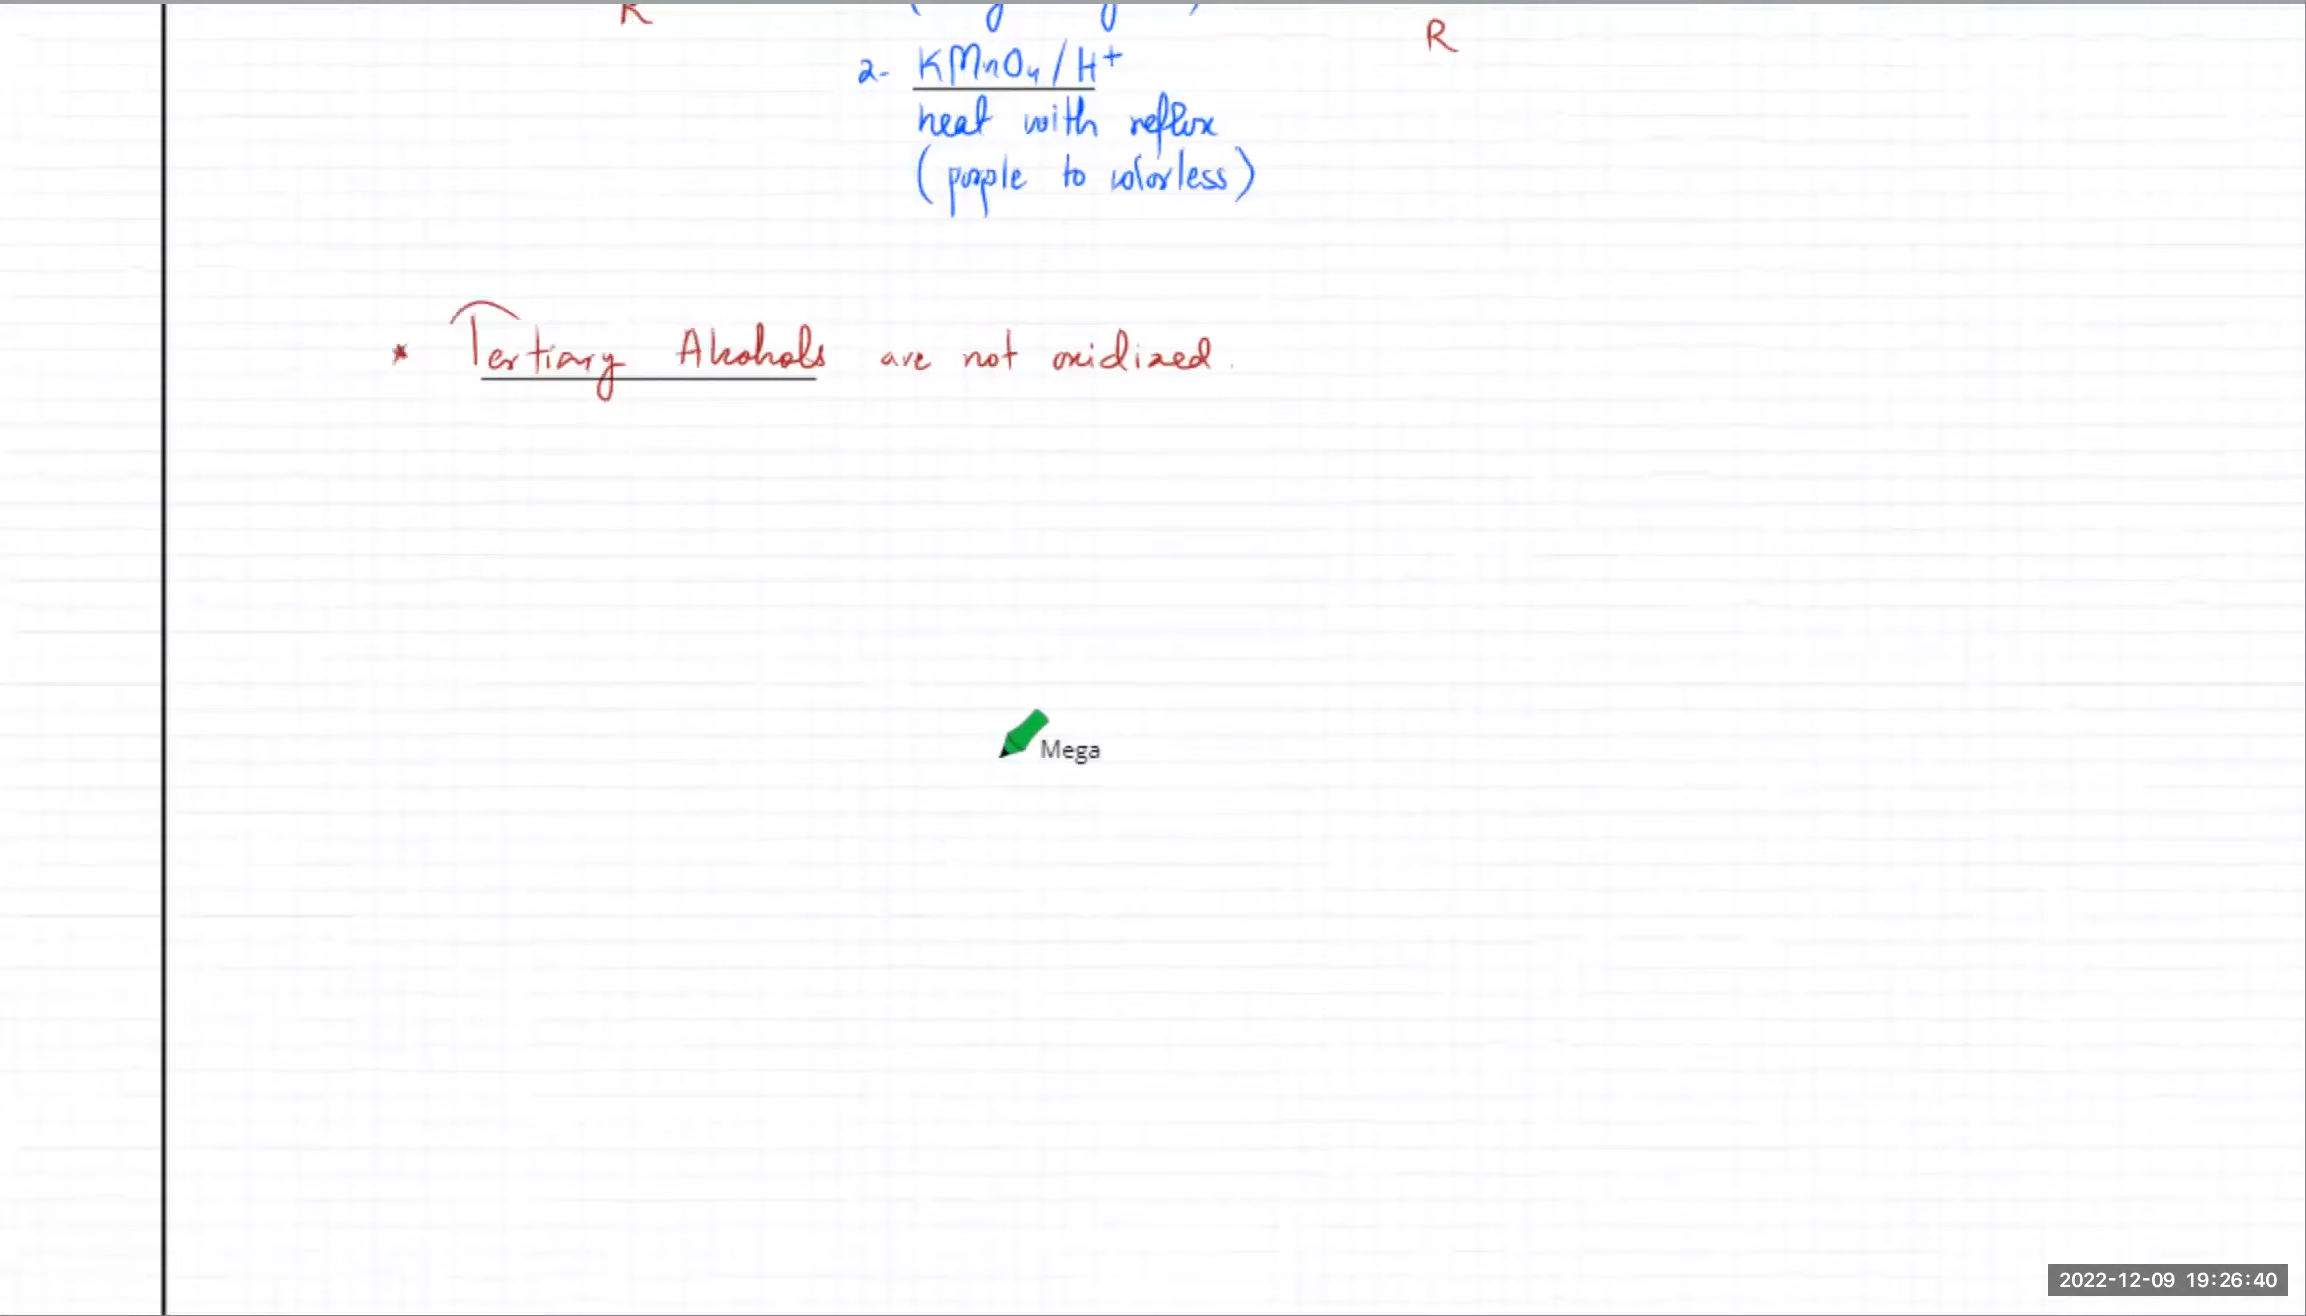 R
R
2- KMnO4/H+
heat with reflux
(purple to colorless)
* Tertiary Alcohols are not oxidized.
Mega
2022-12-09 19:26:40